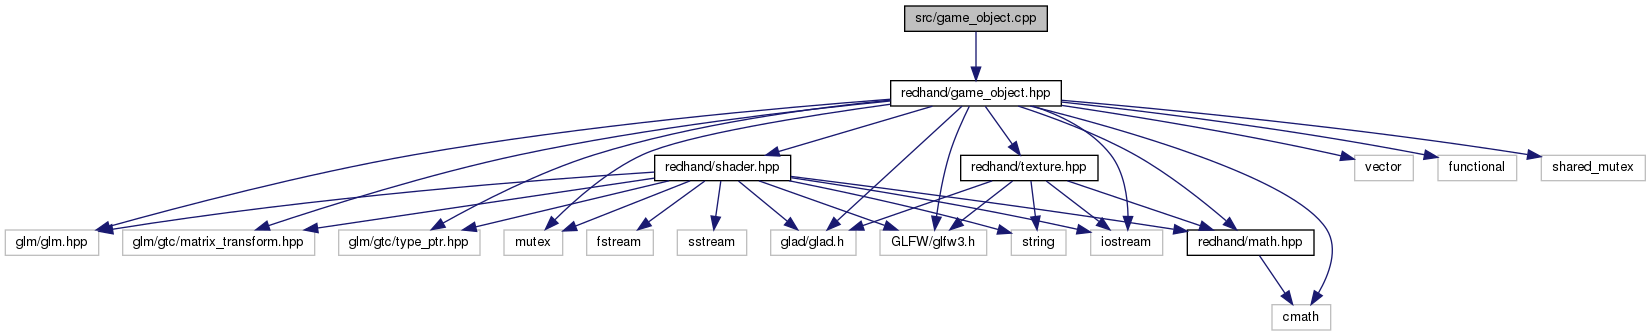 src/game_object.cpp
redhand/game_object.hpp
redhand/shader.hpp
redhand/texture.hpp
vector
functional
shared_mutex
glm/glm.hpp
glm/gtc/matrix_transform.hpp
glm/gtc/type_ptr.hpp
mutex
fstream
sstream
glad/glad.h
GLFW/glfw3.h
string
iostream
redhand/math.hpp
cmath